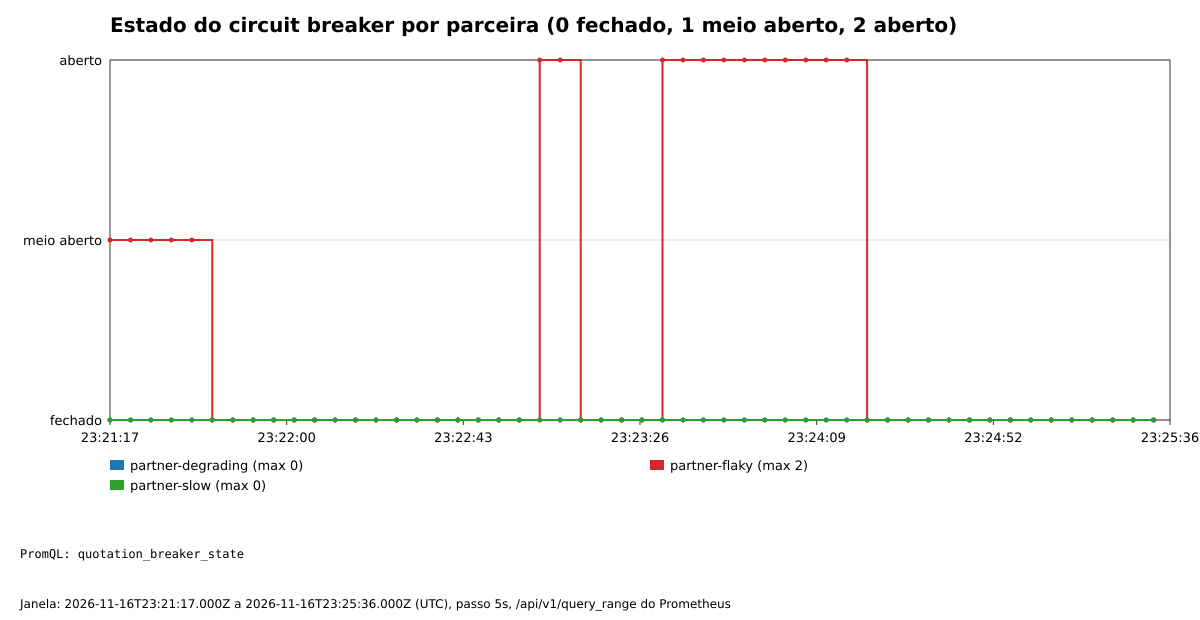 Estado do circuit breaker por parceira (0 fechado, 1 meio aberto, 2 aberto)
aberto
meio aberto
fechado
23:21:17 23:22:00 23:22:43 23:23:26 23:24:09 23:24:52 23:25:36
partner-degrading (max 0) partner-flaky (max 2)
partner-slow (max 0)
PromQL: quotation_breaker_state
Janela: 2026-11-16T23:21:17.000Z a 2026-11-16T23:25:36.000Z (UTC), passo 5s, /api/v1/query_range do Prometheus